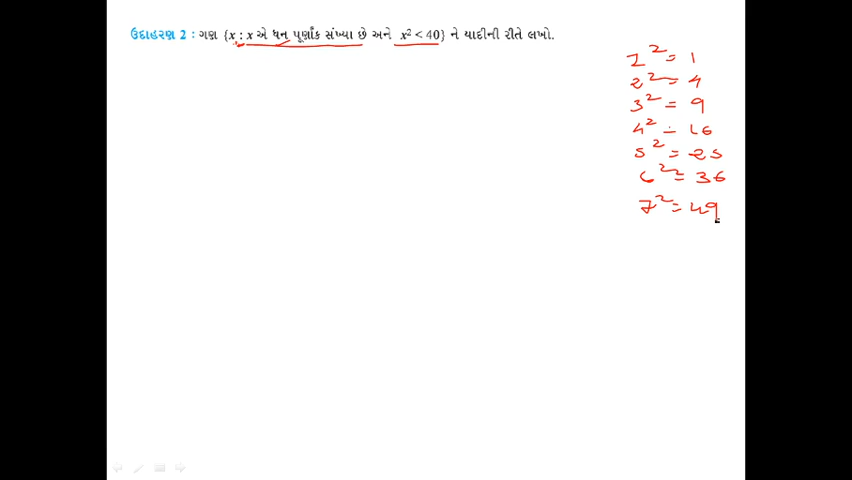 ઉદાહરણ 2 : ગણ {x : x એ ધન પૂર્ણાંક સંખ્યા છે અને x² < 40} ને યાદીની રીતે લખો.
1² = 1
2² = 4
3² = 9
4² = 16
5² = 25
6² = 36
7² = 49